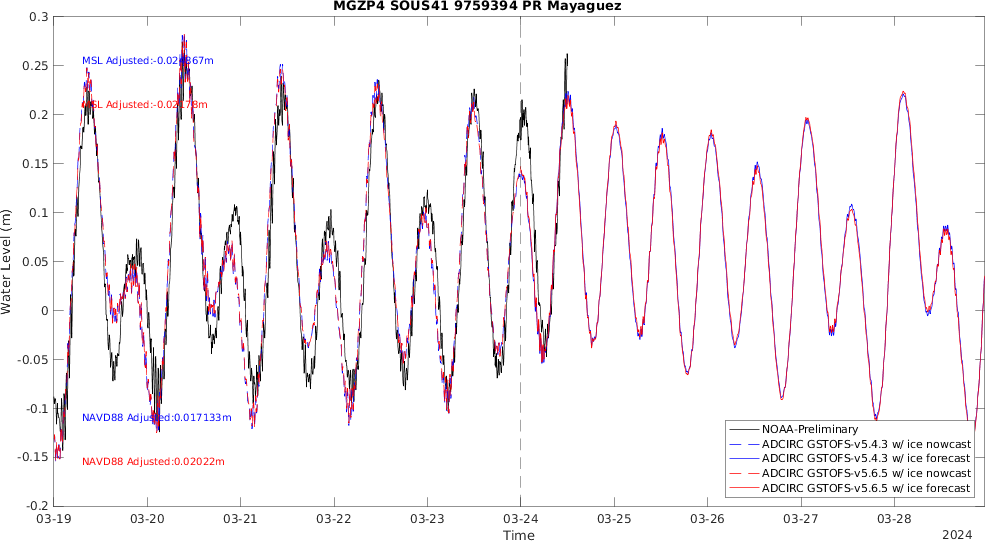 MGZP4 SOUS41 9759394 PR Mayaguez
0.3
0.25
0.2
0.15
0.1
0.05
0
-0.05
-0.1
-0.15
-0.2
Water Level (m)
MSL Adjusted:
MSL Adjusted:
NAVD88 Adjusted:0.017133m
NAVD88 Adjusted:0.02022m
NOAA-Preliminary
ADCIRC GSTOFS-v5.4.3 w/ ice nowcast
ADCIRC GSTOFS-v5.4.3 w/ ice forecast
ADCIRC GSTOFS-v5.6.5 w/ ice nowcast
ADCIRC GSTOFS-v5.6.5 w/ ice forecast
03-19 03-20 03-21 03-22 03-23 03-24 03-25 03-26 03-27 03-28
Time
2024